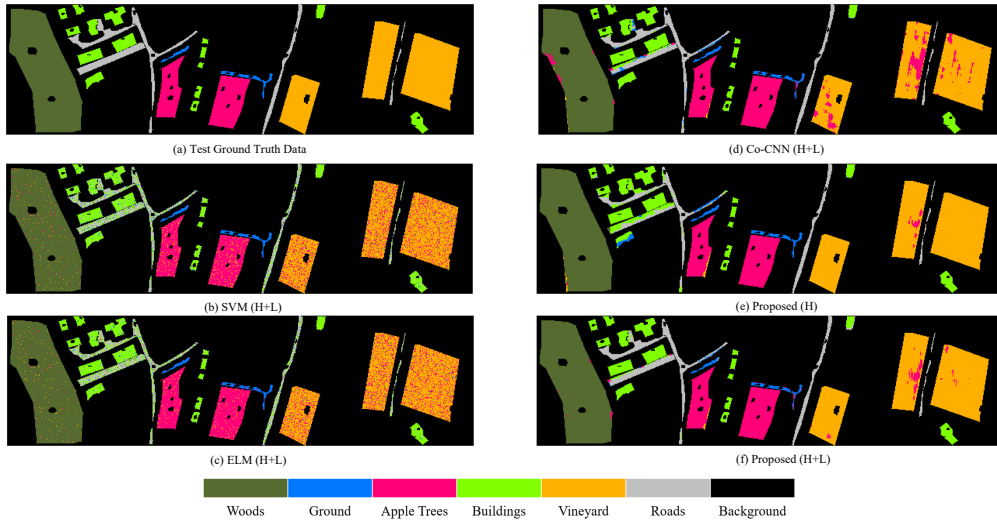 (a) Test Ground Truth Data
(d) Co-CNN (H+L)
(b) SVM (H+L)
(e) Proposed (H)
(c) ELM (H+L)
(f) Proposed (H+L)
Woods Ground Apple Trees Buildings Vineyard Roads Background